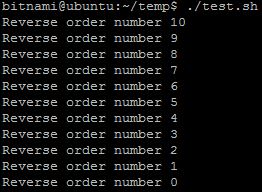 bitnami@ubuntu:~/temp$ ./test.sh
Reverse order number 10
Reverse order number 9
Reverse order number 8
Reverse order number 7
Reverse order number 6
Reverse order number 5
Reverse order number 4
Reverse order number 3
Reverse order number 2
Reverse order number 1
Reverse order number 0